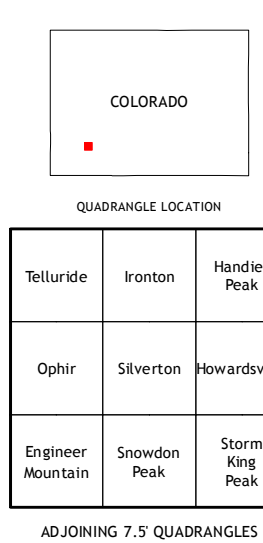 COLORADO
QUADRANGLE LOCATION
Telluride Ironton Handie
Peak
Ophir Silverton Howardsv
Engineer
Mountain
Snowdon
Peak
Storm
King
Peak
ADJOINING 7.5' QUADRANGLES